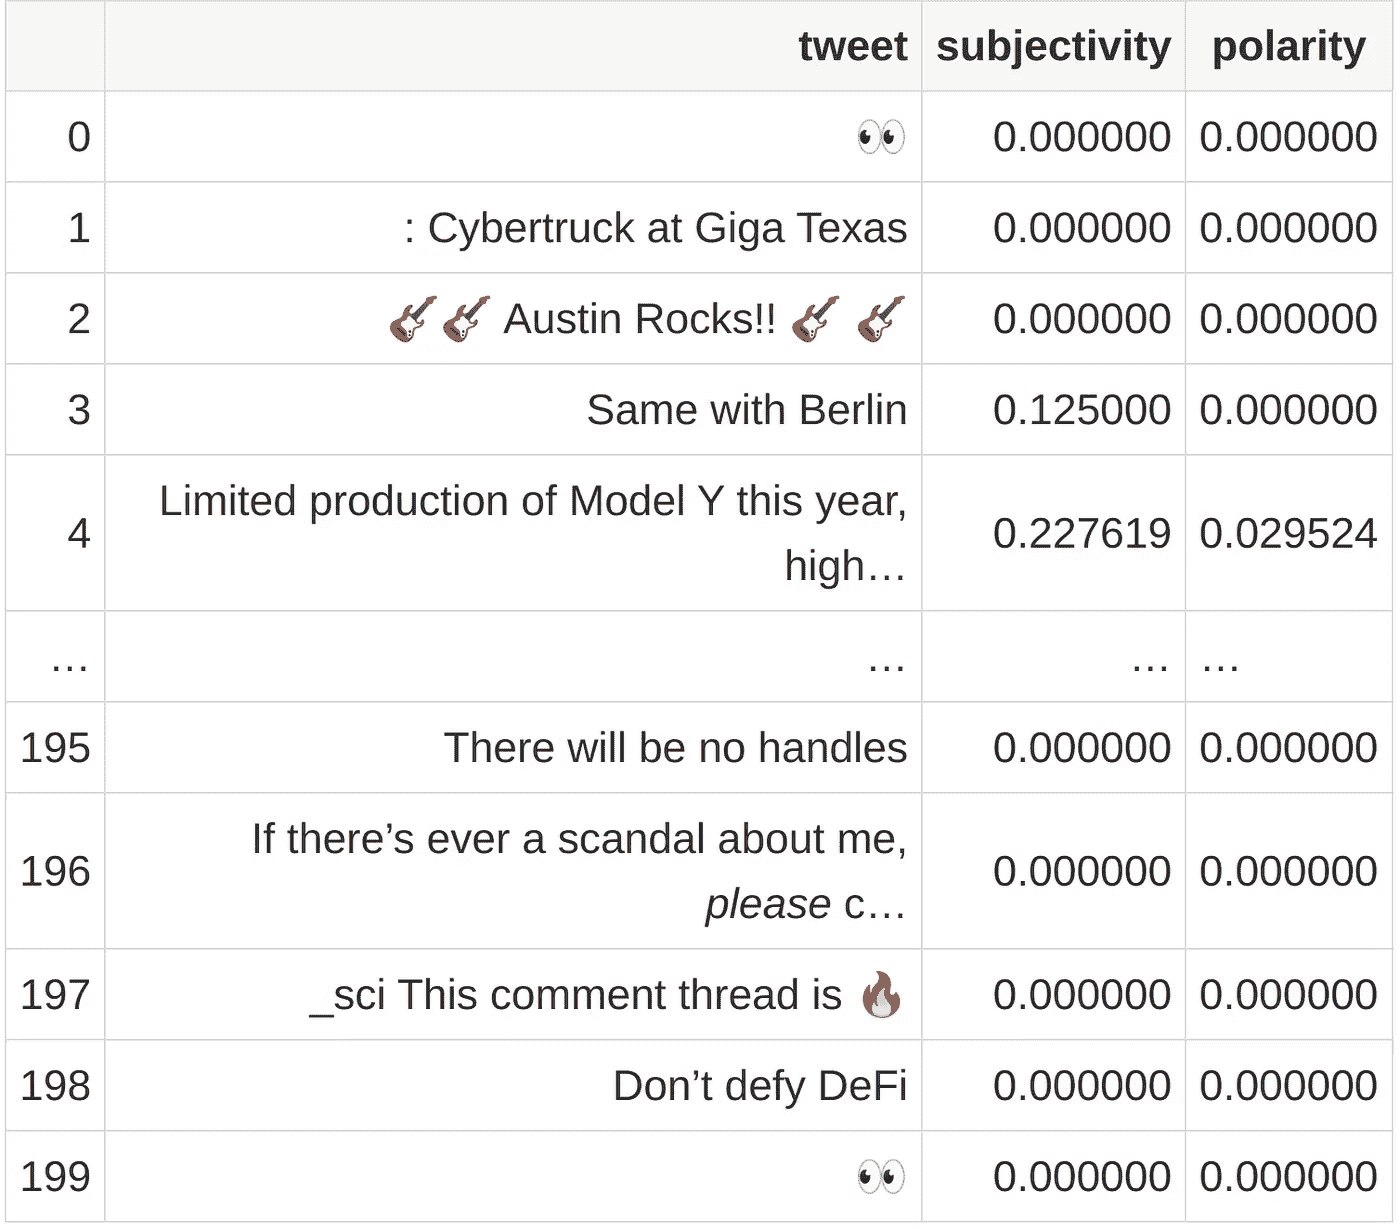 tweet subjectivity polarity
0 👀 0.000000 0.000000
1 : Cybertruck at Giga Texas 0.000000 0.000000
2 🎸🎸 Austin Rocks!! 🎸 🎸 0.000000 0.000000
3 Same with Berlin 0.125000 0.000000
4 Limited production of Model Y this year, 0.227619 0.029524
high…
… … … …
195 There will be no handles 0.000000 0.000000
196 If there’s ever a scandal about me, 0.000000 0.000000
please c…
197 _sci This comment thread is 🔥 0.000000 0.000000
198 Don’t defy DeFi 0.000000 0.000000
199 👀 0.000000 0.000000